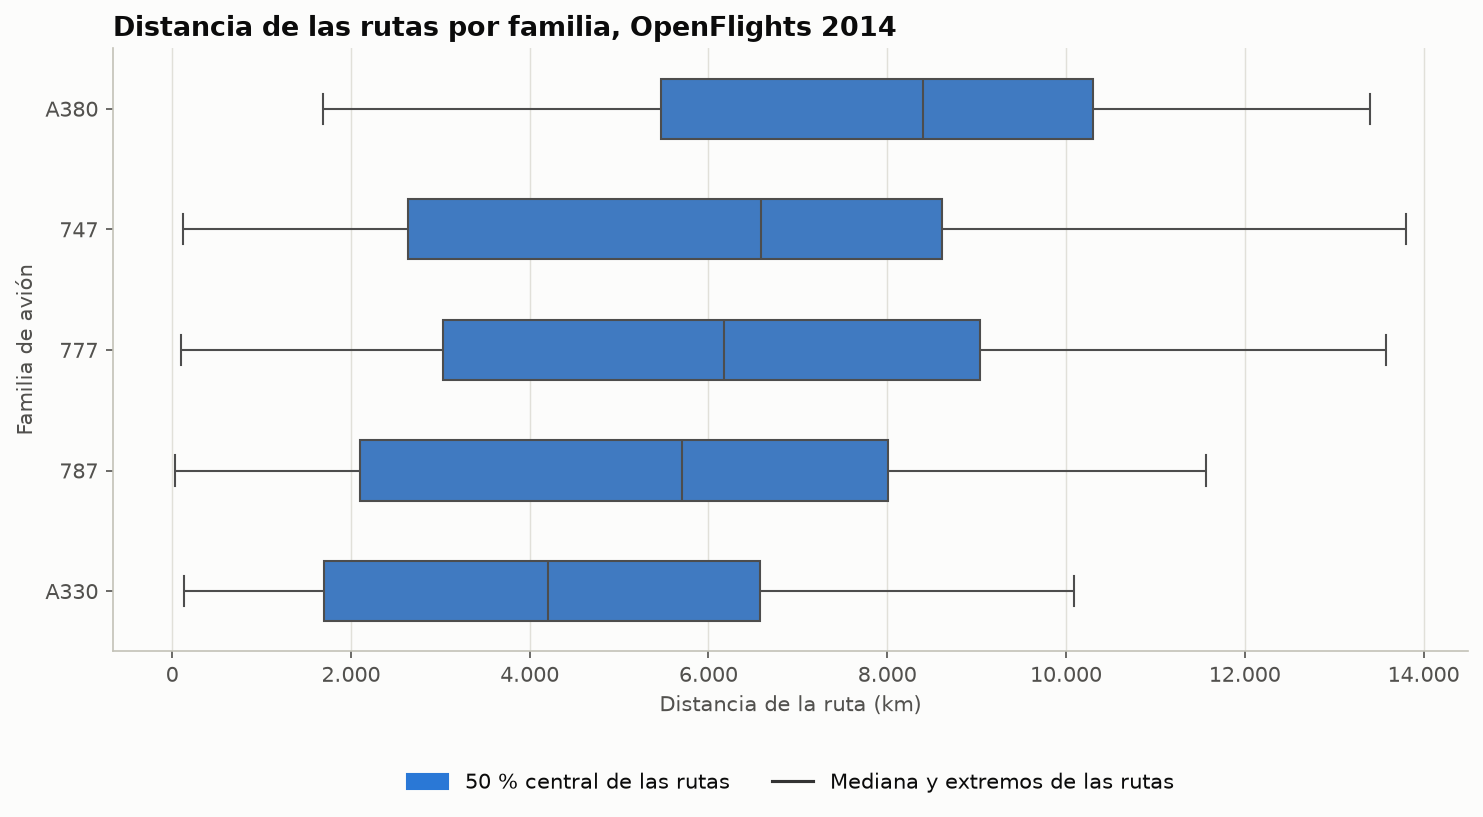 Distancia de las rutas por familia, OpenFlights 2014
Familia de avión
A380
747
777
787
A330
0
2.000
4.000
6.000
8.000
10.000
12.000
14.000
Distancia de la ruta (km)
50 % central de las rutas
Mediana y extremos de las rutas